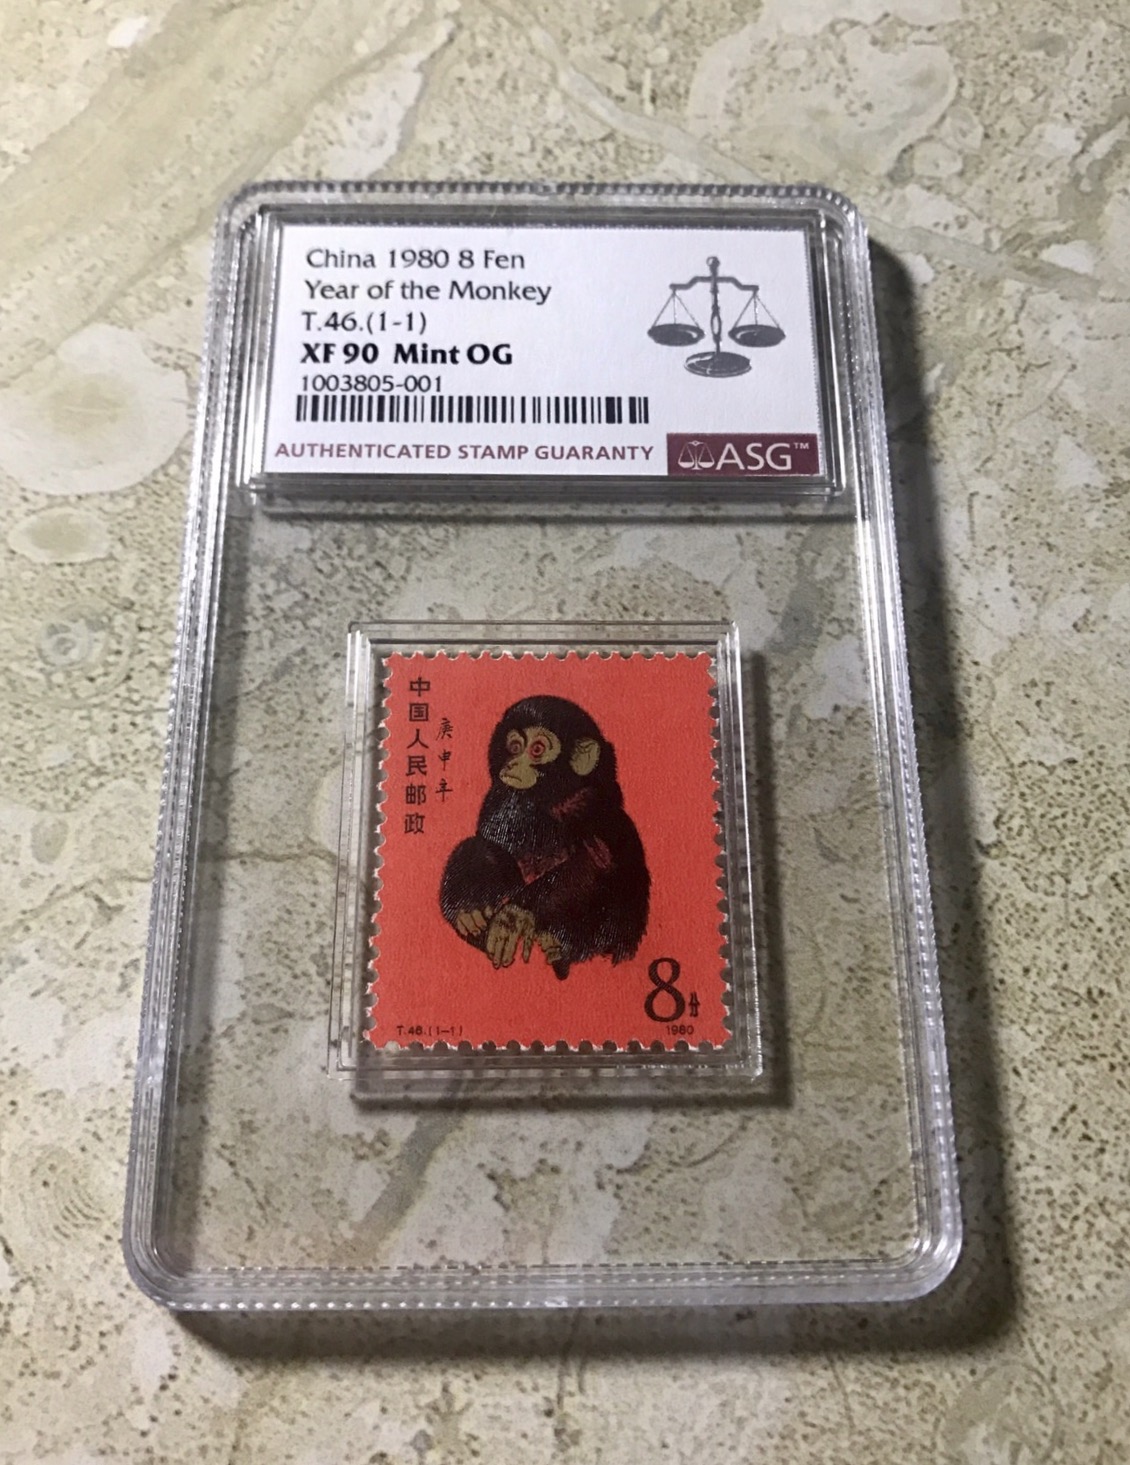 China 1980 8 Fen
Year of the Monkey
T.46.(1-1)
XF 90 Mint OG
1003805-001
AUTHENTICATED STAMP GUARANTY
ASG™
中国人民邮政
庚申年
8分
T.46.(1-1)
1980